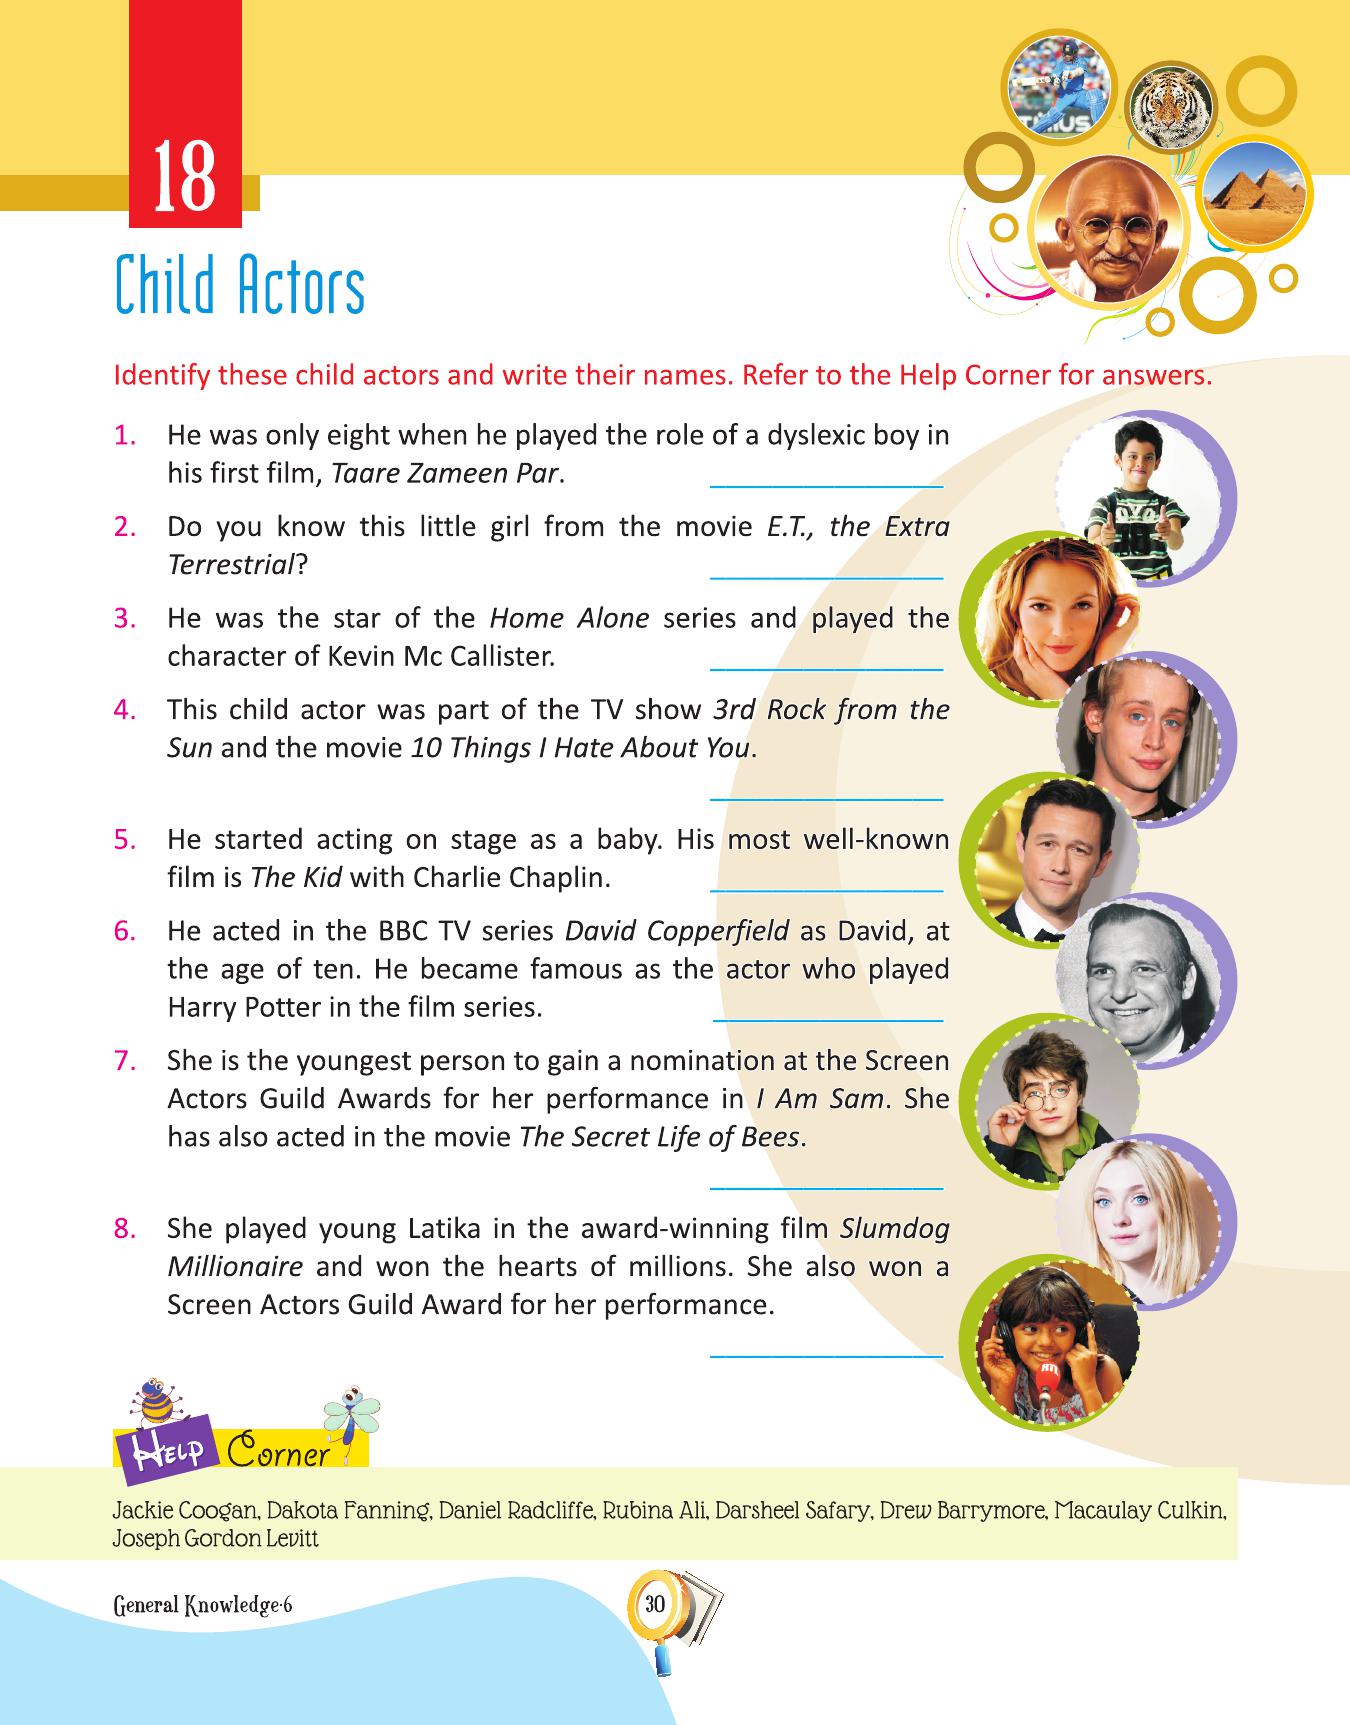 18
Child Actors
Identify these child actors and write their names. Refer to the Help Corner for answers.
1. He was only eight when he played the role of a dyslexic boy in
his first film, Taare Zameen Par.
2. Do you know this little girl from the movie E.T., the Extra
Terrestrial?
3. He was the star of the Home Alone series and played the
character of Kevin Mc Callister.
4. This child actor was part of the TV show 3rd Rock from the
Sun and the movie 10 Things I Hate About You.
5. He started acting on stage as a baby. His most well-known
film is The Kid with Charlie Chaplin.
6. He acted in the BBC TV series David Copperfield as David, at
the age of ten. He became famous as the actor who played
Harry Potter in the film series.
7. She is the youngest person to gain a nomination at the Screen
Actors Guild Awards for her performance in I Am Sam. She
has also acted in the movie The Secret Life of Bees.
8. She played young Latika in the award-winning film Slumdog
Millionaire and won the hearts of millions. She also won a
Screen Actors Guild Award for her performance.
RTL
Help Corner
Jackie Coogan, Dakota Fanning, Daniel Radcliffe, Rubina Ali, Darsheel Safary, Drew Barrymore, Macaulay Culkin,
Joseph Gordon Levitt
General Knowledge-6
30